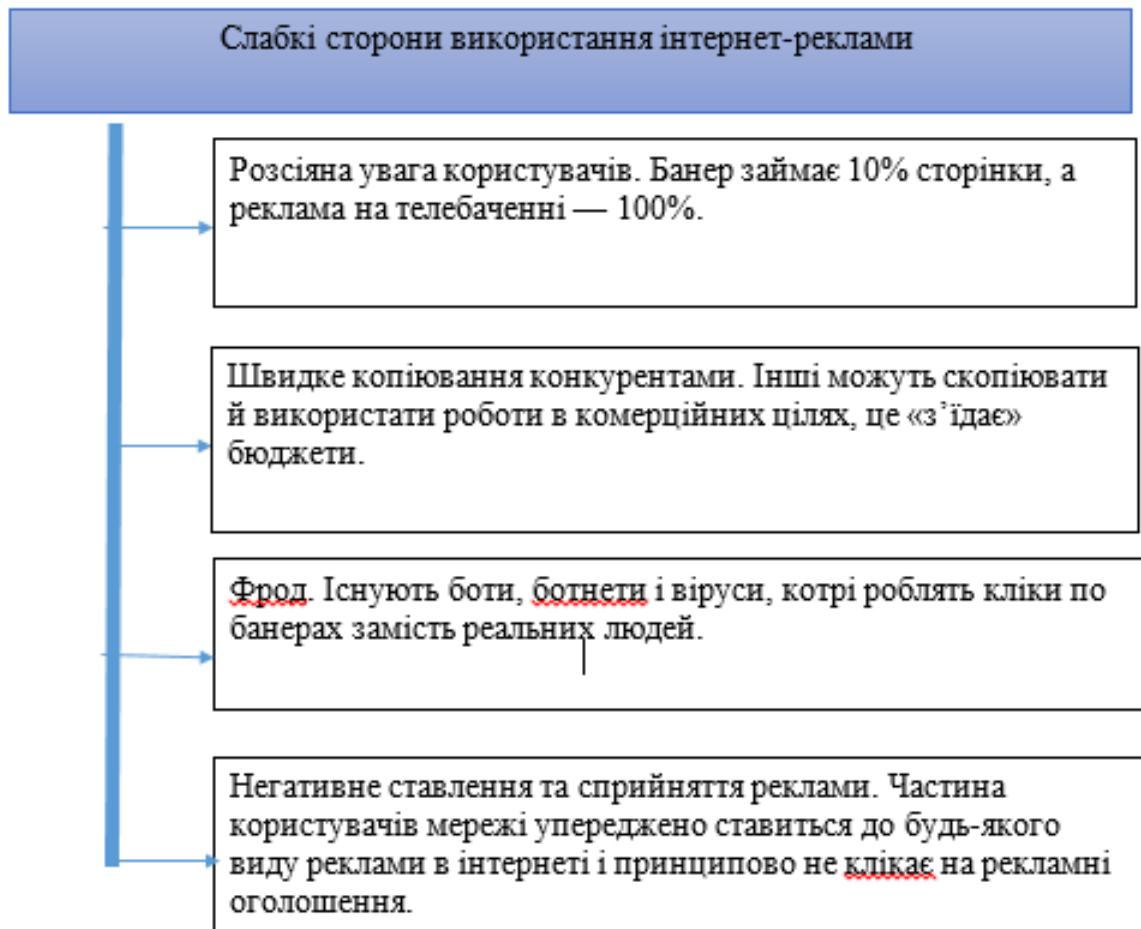 Слабкі сторони використання інтернет-реклами
Розсіяна увага користувачів. Банер займає 10% сторінки, а
реклама на телебаченні — 100%.
Швидке копіювання конкурентами. Інші можуть скопіювати
й використати роботи в комерційних цілях, це «з’їдає»
бюджети.
Фрод. Існують боти, ботнети і віруси, котрі роблять кліки по
банерах замість реальних людей.
Негативне ставлення та сприйняття реклами. Частина
користувачів мережі упереджено ставиться до будь-якого
виду реклами в інтернеті і принципово не клікає на рекламні
оголошення.